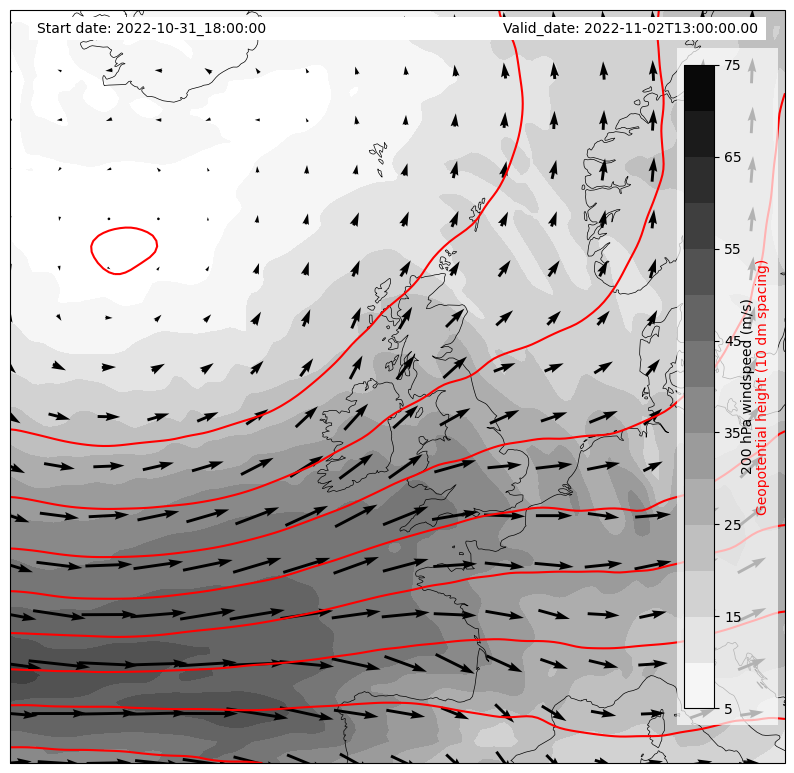 Start date: 2022-10-31_18:00:00
Valid_date: 2022-11-02T13:00:00.00
75
65
55
45
35
25
15
5
200 hPa windspeed (m/s)
Geopotential height (10 dm spacing)